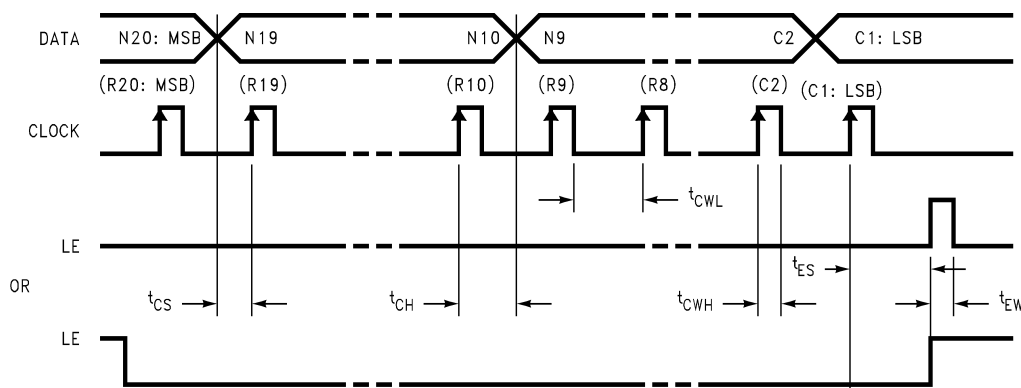 DATA N20: MSB N19 N10 N9 C2 C1: LSB
(R20: MSB) (R19) (R10) (R9) (R8) (C2) (C1: LSB)
CLOCK
tCWL
LE
tES
OR
tCS tCH tCWH tEW
LE